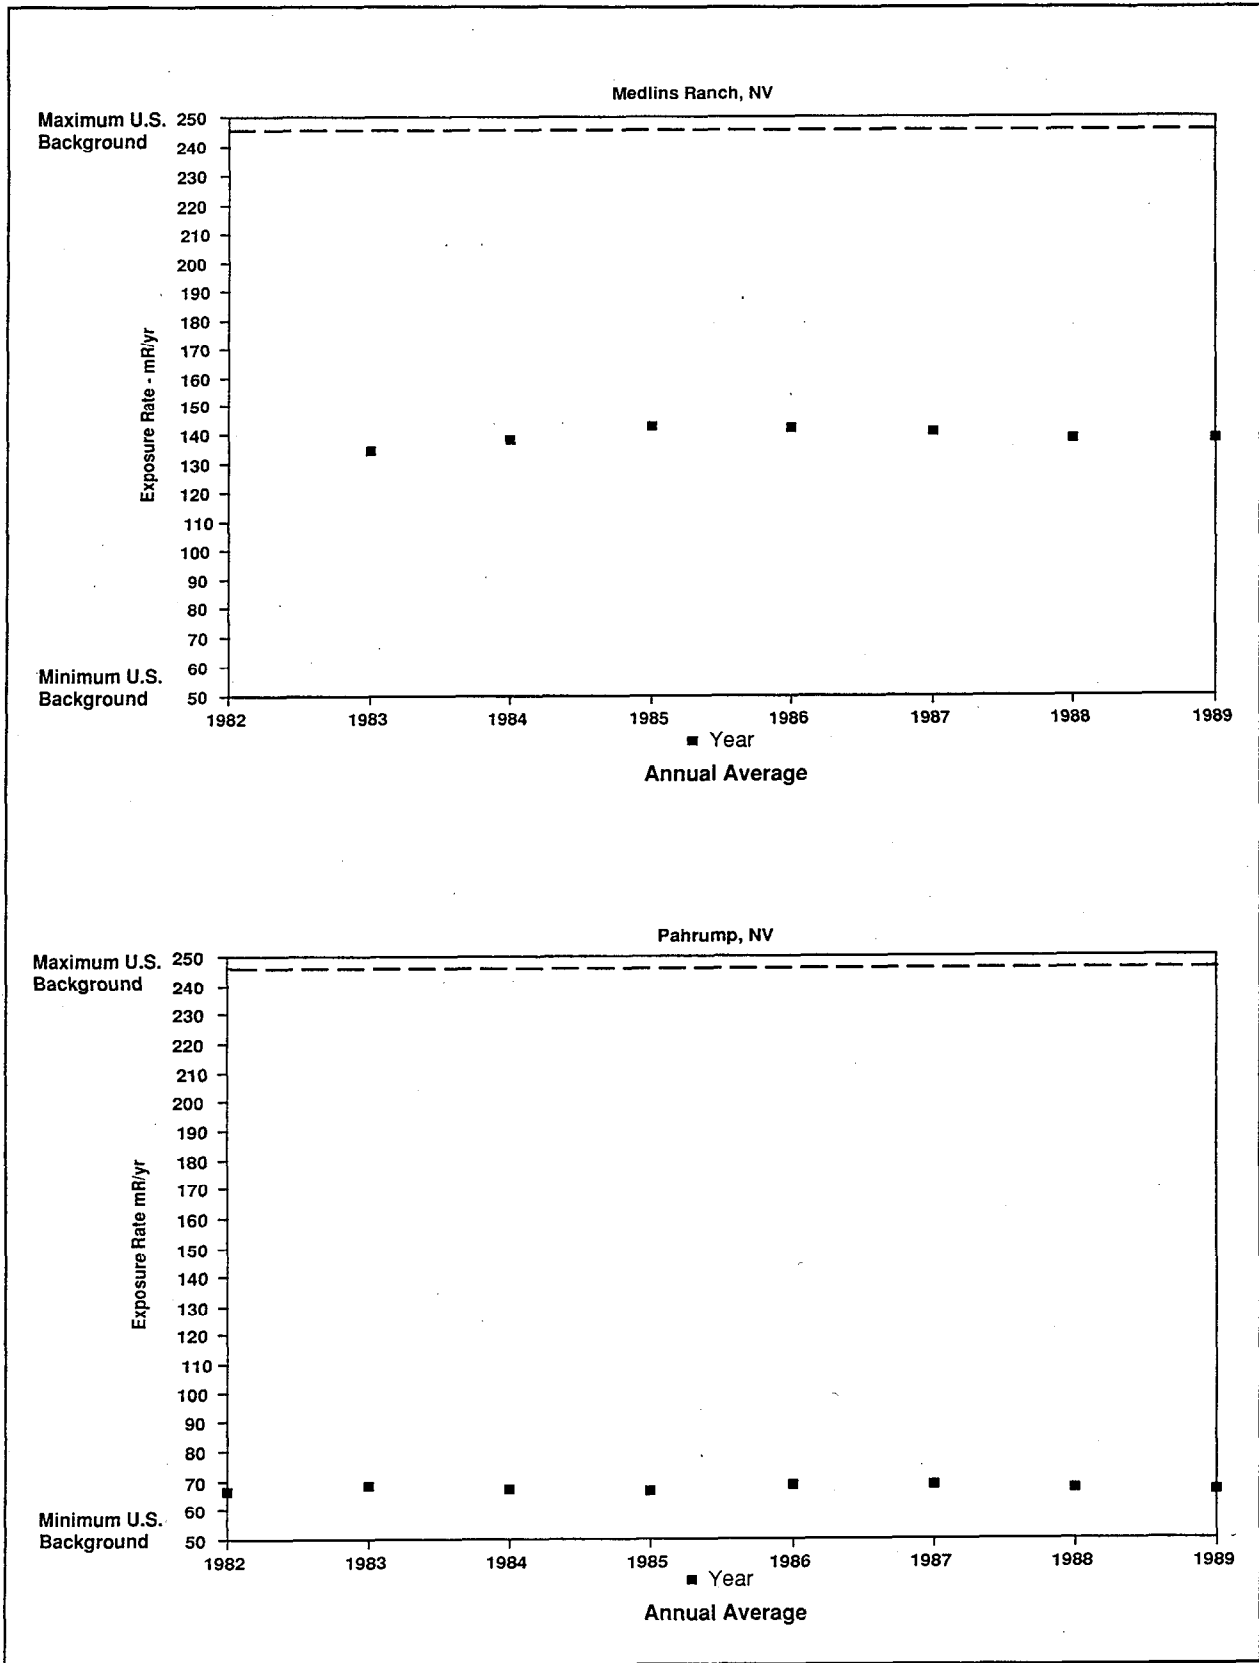 Medlins Ranch, NV
Maximum U.S.
Background
250
240
230
220
210
200
190
180
170
160
150
140
130
120
110
100
90
80
70
60
50
Exposure Rate - mR/yr
Minimum U.S.
Background
1982 1983 1984 1985 1986 1987 1988 1989
Year
Annual Average
Pahrump, NV
Maximum U.S.
Background
250
240
230
220
210
200
190
180
170
160
150
140
130
120
110
100
90
80
70
60
50
Exposure Rate mR/yr
Minimum U.S.
Background
1982 1983 1984 1985 1986 1987 1988 1989
Year
Annual Average